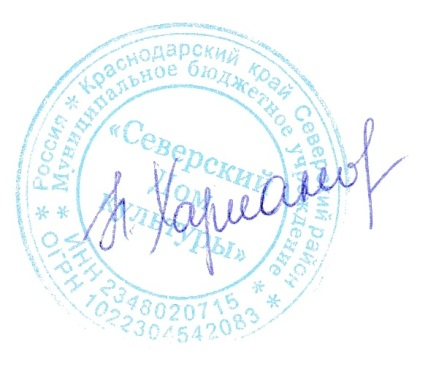 Россия * Краснодарский край Северский район *
Муниципальное бюджетное учреждение *
ОГРН 1022304542083 *
ИНН 2348020715 *
«Северский
Дом
культуры»